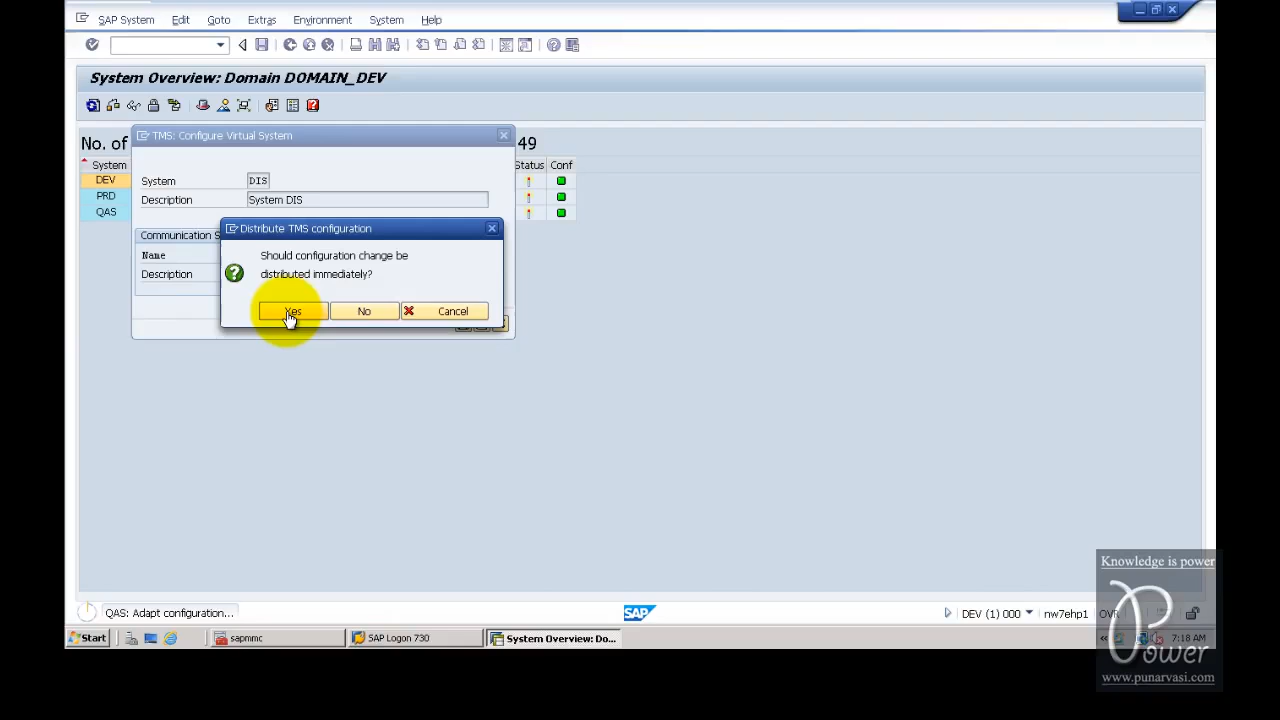 SAP System Edit Goto Extras Environment System Help
System Overview: Domain DOMAIN_DEV
No. of
49
System
Status Conf
DEV
PRD
QAS
TMS: Configure Virtual System
System DIS
Description System DIS
Communication S
Name
Description
Distribute TMS configuration
Should configuration change be
distributed immediately?
Yes No Cancel
QAS: Adapt configuration...
SAP
DEV (1) 000 nw7ehp1 OVR
Start sapmmc SAP Logon 730 System Overview: Do...
7:18 AM
Knowledge is power
Power
www.punarvasi.com